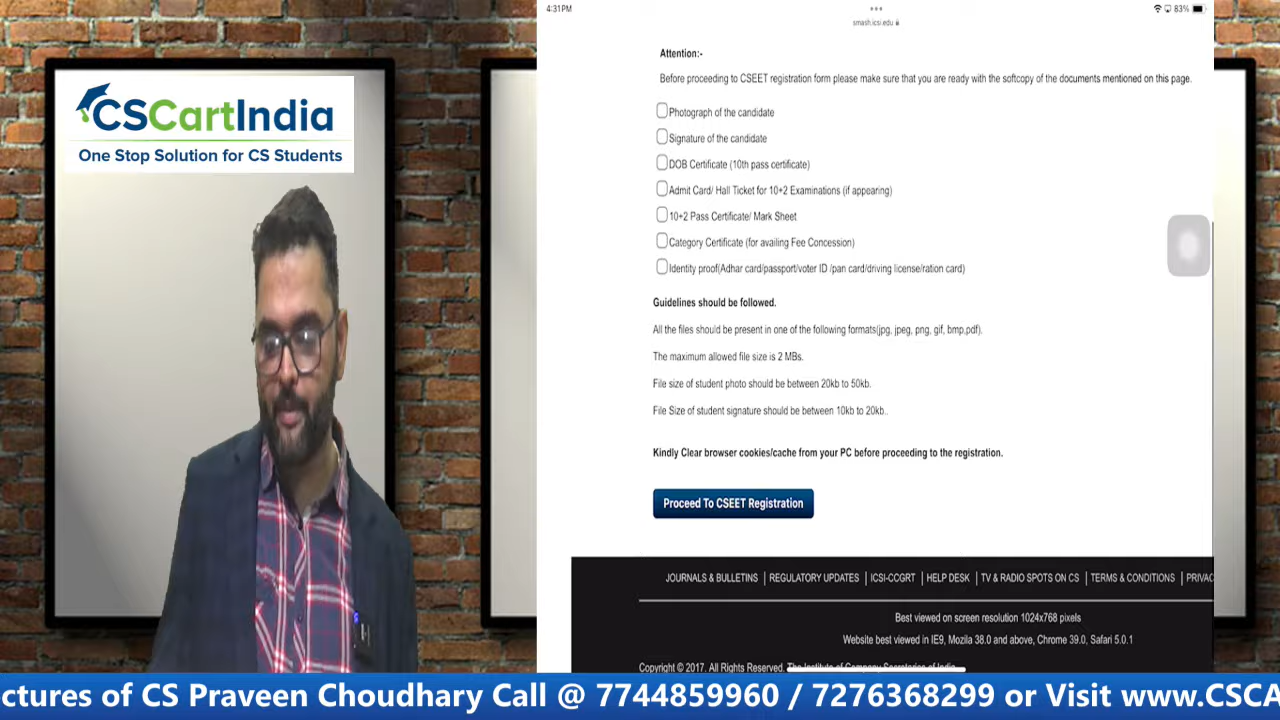 CSCartIndia
One Stop Solution for CS Students
4:31PM
smash.icsi.edu
83%
Attention:-
Before proceeding to CSEET registration form please make sure that you are ready with the softcopy of the documents mentioned on this page.
Photograph of the candidate
Signature of the candidate
DOB Certificate (10th pass certificate)
Admit Card/ Hall Ticket for 10+2 Examinations (if appearing)
10+2 Pass Certificate/ Mark Sheet
Category Certificate (for availing Fee Concession)
Identity proof(Adhar card/passport/voter ID /pan card/driving license/ration card)
Guidelines should be followed.
All the files should be present in one of the following formats(jpg, jpeg, png, gif, bmp,pdf).
The maximum allowed file size is 2 MBs.
File size of student photo should be between 20kb to 50kb.
File Size of student signature should be between 10kb to 20kb..
Kindly Clear browser cookies/cache from your PC before proceeding to the registration.
Proceed To CSEET Registration
JOURNALS & BULLETINS | REGULATORY UPDATES | ICSI-CCGRT | HELP DESK | TV & RADIO SPOTS ON CS | TERMS & CONDITIONS | PRIVAC
Best viewed on screen resolution 1024x768 pixels
Website best viewed in IE9, Mozila 38.0 and above, Chrome 39.0, Safari 5.0.1
Copyright © 2017. All Rights Reserved. The Institute of Company Secretaries of India
ctures of CS Praveen Choudhary Call @ 7744859960 / 7276368299 or Visit www.CSCA